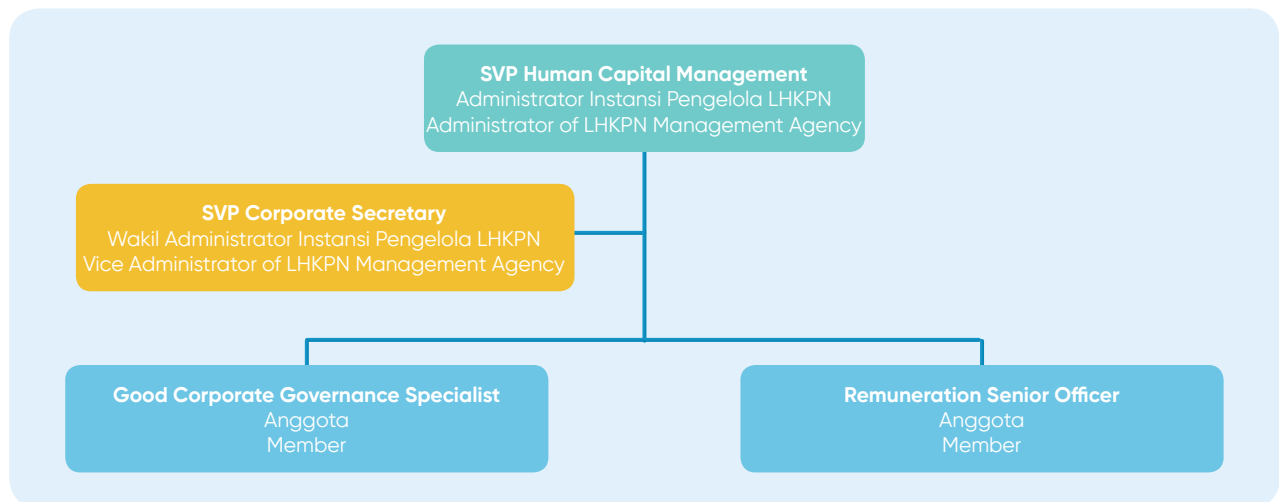 SVP Human Capital Management
Administrator Instansi Pengelola LHKPN
Administrator of LHKPN Management Agency
SVP Corporate Secretary
Wakil Administrator Instansi Pengelola LHKPN
Vice Administrator of LHKPN Management Agency
Good Corporate Governance Specialist
Anggota
Member
Remuneration Senior Officer
Anggota
Member